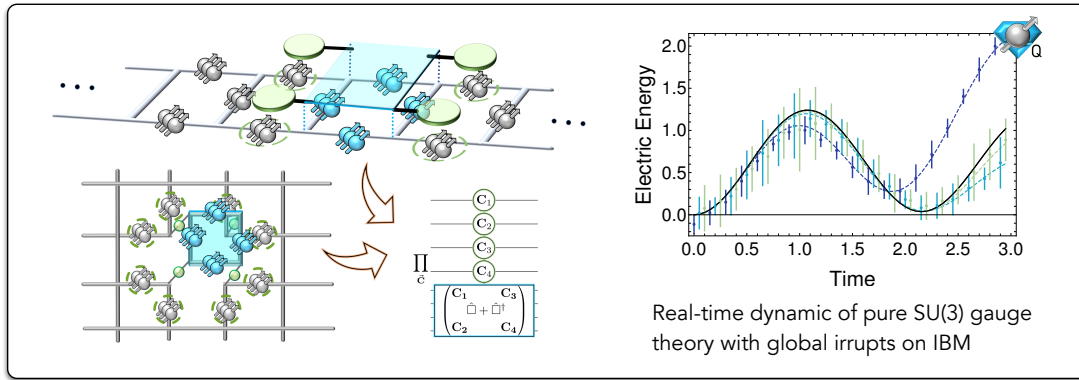 C₁
C₂
C₃
C₄
∏
C̃
C₁ C₃
□̂ + □̂†
C₂ C₄
Electric Energy
2.0
1.5
1.0
0.5
0.0
0.0 0.5 1.0 1.5 2.0 2.5 3.0
Time
Q
Real-time dynamic of pure SU(3) gauge
theory with global irrupts on IBM